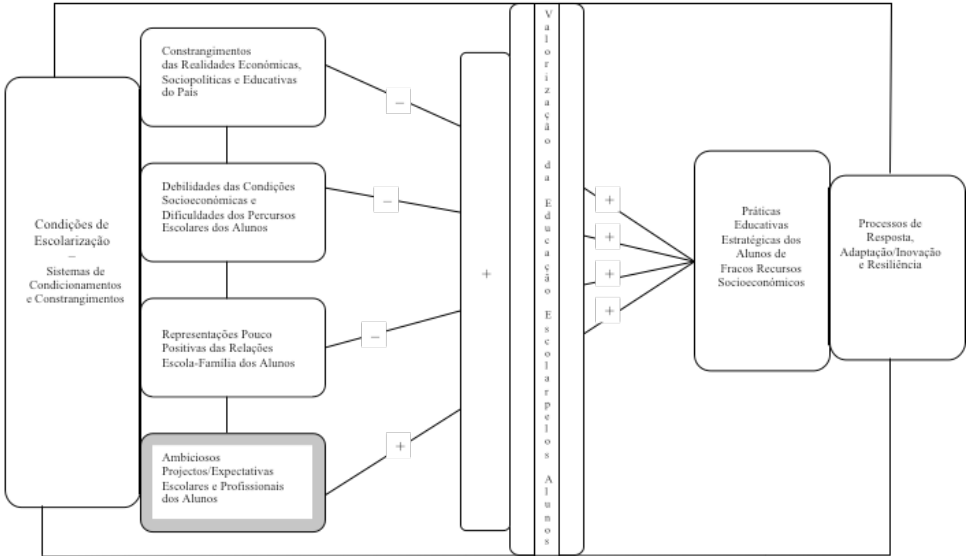 Condições de
Escolarização
–
Sistemas de
Condicionamentos
e Constrangimentos
Constrangimentos
das Realidades Económicas,
Sociopolíticas e Educativas
do País
Debilidades das Condições
Socioeconómicas e
Dificuldades dos Percursos
Escolares dos Alunos
Representações Pouco
Positivas das Relações
Escola-Família dos Alunos
Ambiciosos
Projectos/Expectativas
Escolares e Profissionais
dos Alunos
–
–
–
+
+
Valorização da Educação Escolar pelos Alunos
+
+
+
+
Práticas
Educativas
Estratégicas dos
Alunos de
Fracos Recursos
Socioeconómicos
Processos de
Resposta,
Adaptação/Inovação
e Resiliência